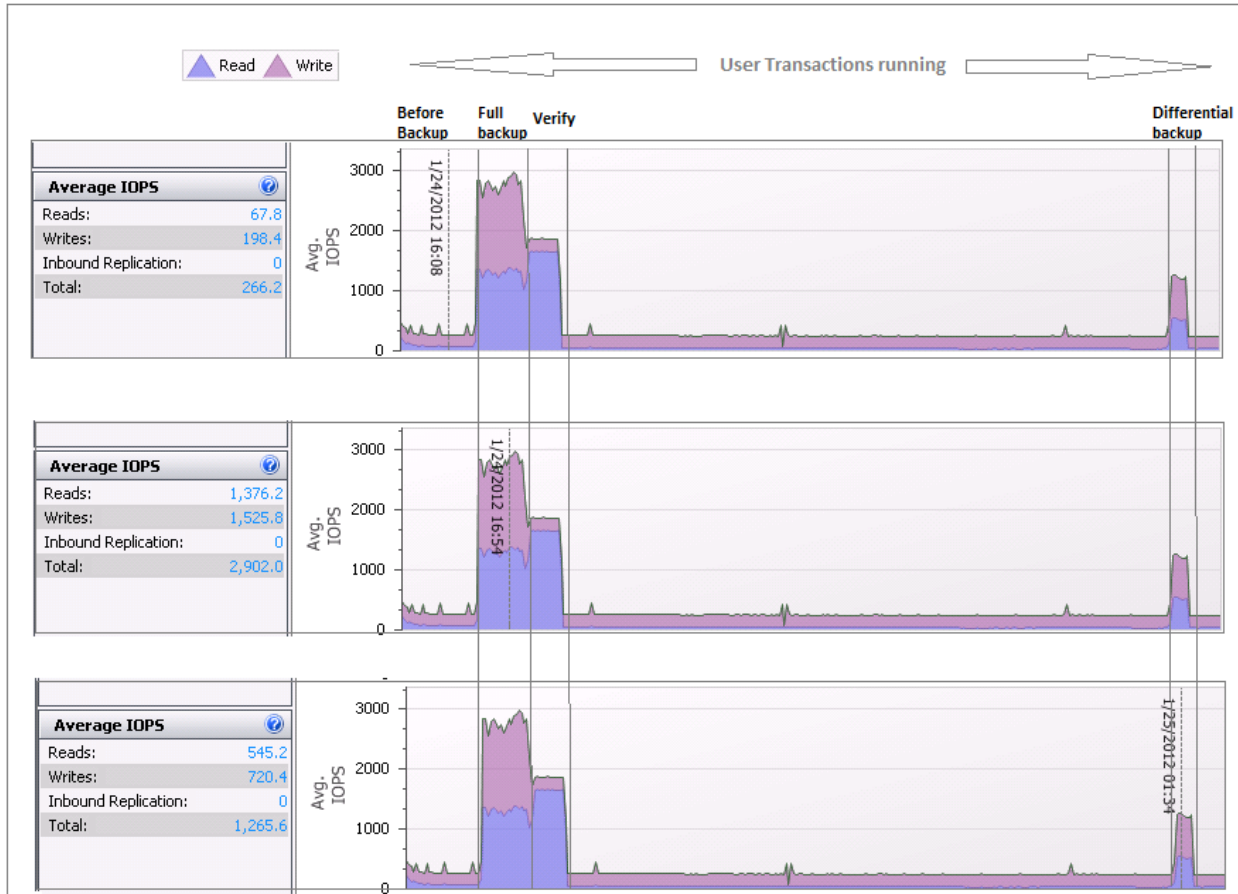 Read Write
User Transactions running
Before Full Verify Differential
Backup backup backup
Average IOPS
Reads: 67.8
Writes: 198.4
Inbound Replication: 0
Total: 266.2
Avg.
IOPS
3000
2000
1000
0
1/24/2012 16:08
Average IOPS
Reads: 1,376.2
Writes: 1,525.8
Inbound Replication: 0
Total: 2,902.0
Avg.
IOPS
3000
2000
1000
0
1/24/2012 16:54
Average IOPS
Reads: 545.2
Writes: 720.4
Inbound Replication: 0
Total: 1,265.6
Avg.
IOPS
3000
2000
1000
0
1/25/2012 01:34